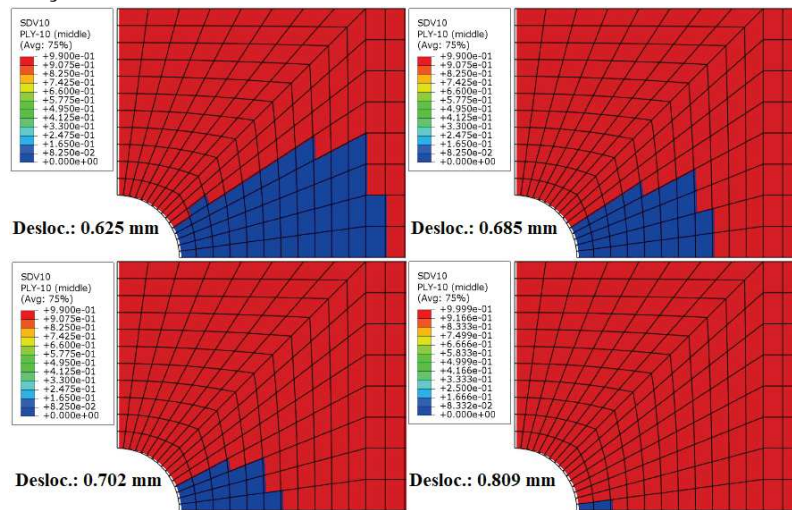 SDV10
PLY-10 (middle)
(Avg: 75%)
+9.900e-01
+9.075e-01
+8.250e-01
+7.425e-01
+6.600e-01
+5.775e-01
+4.950e-01
+4.125e-01
+3.300e-01
+2.475e-01
+1.650e-01
+8.250e-02
+0.000e+00
Desloc.: 0.625 mm
SDV10
PLY-10 (middle)
(Avg: 75%)
+9.900e-01
+9.075e-01
+8.250e-01
+7.425e-01
+6.600e-01
+5.775e-01
+4.950e-01
+4.125e-01
+3.300e-01
+2.475e-01
+1.650e-01
+8.250e-02
+0.000e+00
Desloc.: 0.685 mm
SDV10
PLY-10 (middle)
(Avg: 75%)
+9.900e-01
+9.075e-01
+8.250e-01
+7.425e-01
+6.600e-01
+5.775e-01
+4.950e-01
+4.125e-01
+3.300e-01
+2.475e-01
+1.650e-01
+8.250e-02
+0.000e+00
Desloc.: 0.702 mm
SDV10
PLY-10 (middle)
(Avg: 75%)
+9.999e-01
+9.166e-01
+8.333e-01
+7.499e-01
+6.666e-01
+5.833e-01
+4.999e-01
+4.166e-01
+3.333e-01
+2.500e-01
+1.666e-01
+8.332e-02
+0.000e+00
Desloc.: 0.809 mm